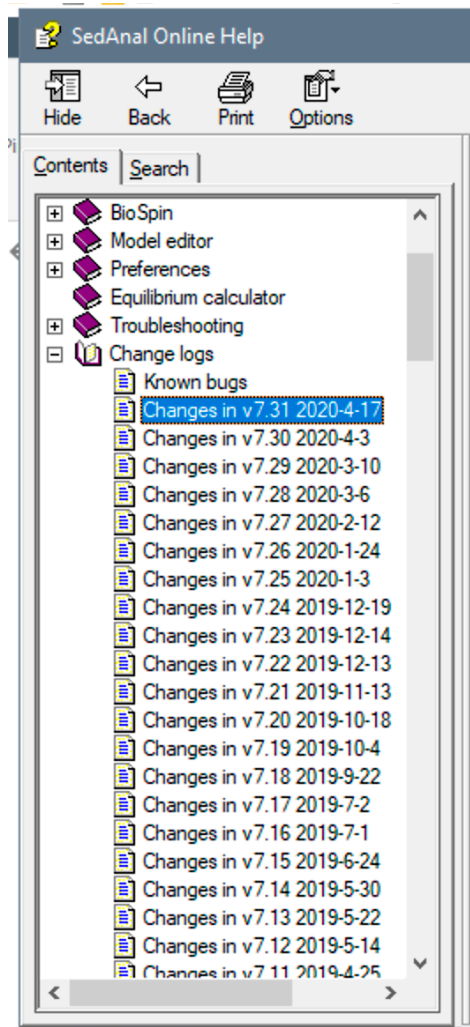 SedAnal Online Help
Hide Back Print Options
Contents Search
BioSpin
Model editor
Preferences
Equilibrium calculator
Troubleshooting
Change logs
Known bugs
Changes in v7.31 2020-4-17
Changes in v7.30 2020-4-3
Changes in v7.29 2020-3-10
Changes in v7.28 2020-3-6
Changes in v7.27 2020-2-12
Changes in v7.26 2020-1-24
Changes in v7.25 2020-1-3
Changes in v7.24 2019-12-19
Changes in v7.23 2019-12-14
Changes in v7.22 2019-12-13
Changes in v7.21 2019-11-13
Changes in v7.20 2019-10-18
Changes in v7.19 2019-10-4
Changes in v7.18 2019-9-22
Changes in v7.17 2019-7-2
Changes in v7.16 2019-7-1
Changes in v7.15 2019-6-24
Changes in v7.14 2019-5-30
Changes in v7.13 2019-5-22
Changes in v7.12 2019-5-14
Changes in v7.11 2019-4-25